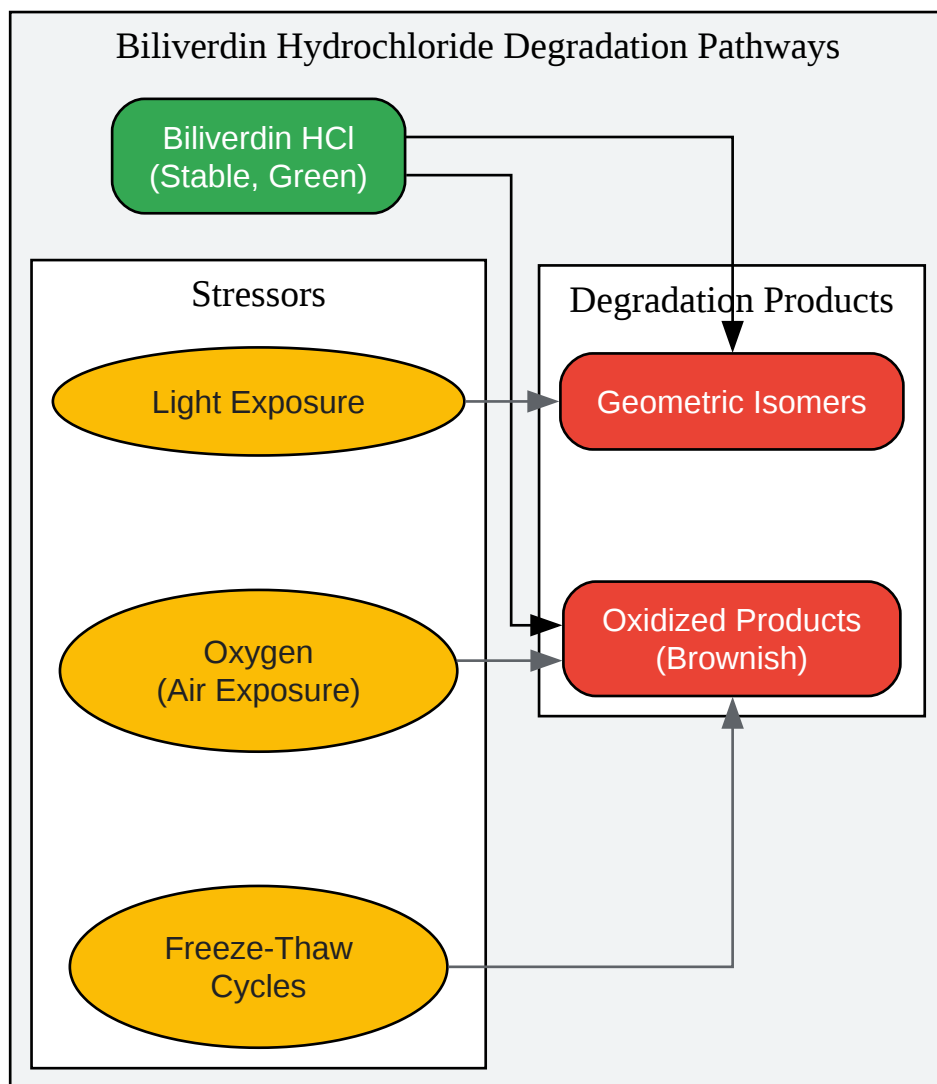 Biliverdin Hydrochloride Degradation Pathways
Biliverdin HCl
(Stable, Green)
Stressors
Degradation Products
Light Exposure
Geometric Isomers
Oxygen
(Air Exposure)
Oxidized Products
(Brownish)
Freeze-Thaw
Cycles